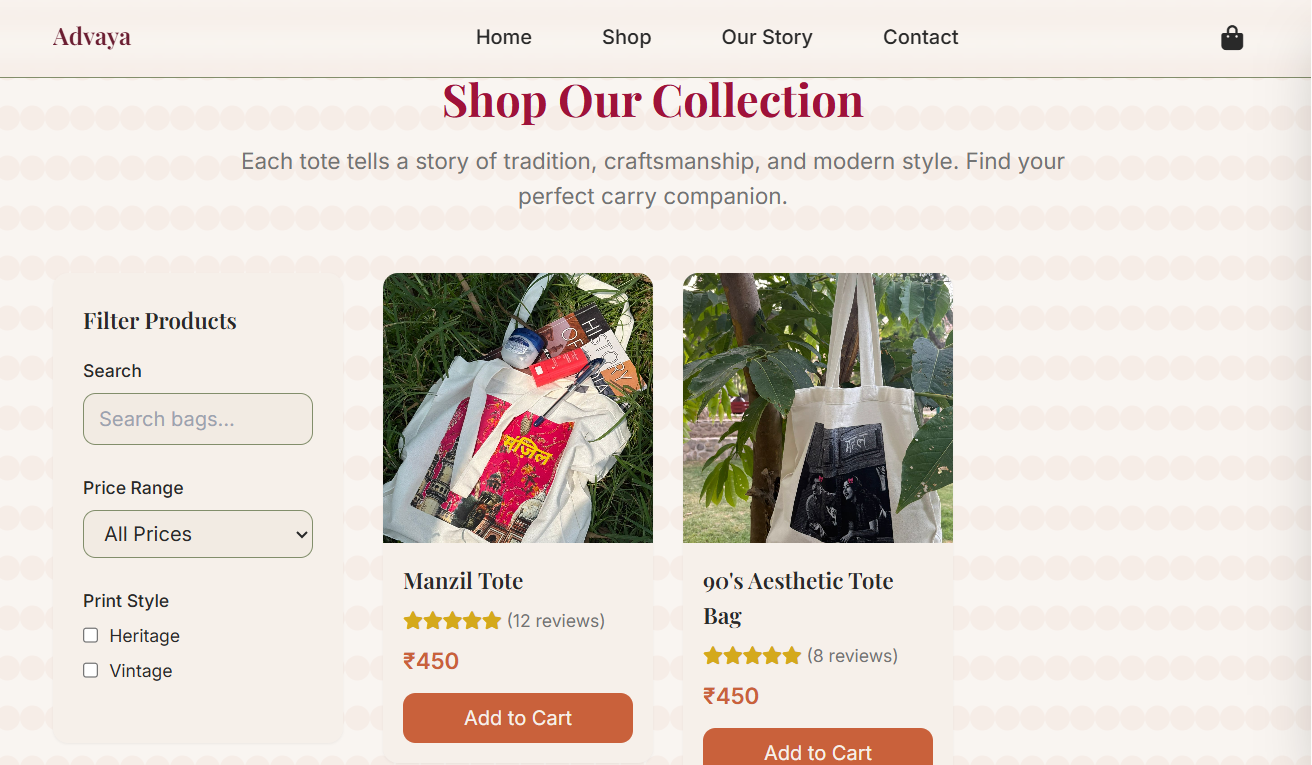 Advaya
Home
Shop
Our Story
Contact
Shop Our Collection
Each tote tells a story of tradition, craftsmanship, and modern style. Find your
perfect carry companion.
Filter Products
Search
Search bags...
Price Range
All Prices
Print Style
Heritage
Vintage
HISTORY
OF
मंज़िल
Manzil Tote
(12 reviews)
₹450
Add to Cart
90's Aesthetic Tote
Bag
(8 reviews)
₹450
Add to Cart